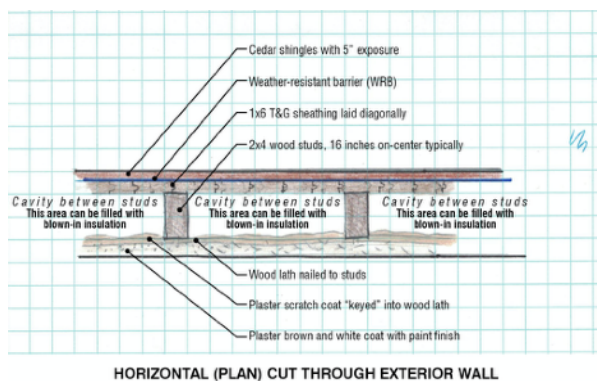 Cedar shingles with 5" exposure
Weather-resistant barrier (WRB)
1x6 T&G sheathing laid diagonally
2x4 wood studs, 16 inches on-center typically
Cavity between studs
This area can be filled with
blown-in insulation
Cavity between studs
This area can be filled with
blown-in insulation
Cavity between studs
This area can be filled with
blown-in insulation
Wood lath nailed to studs
Plaster scratch coat "keyed" into wood lath
Plaster brown and white coat with paint finish
HORIZONTAL (PLAN) CUT THROUGH EXTERIOR WALL